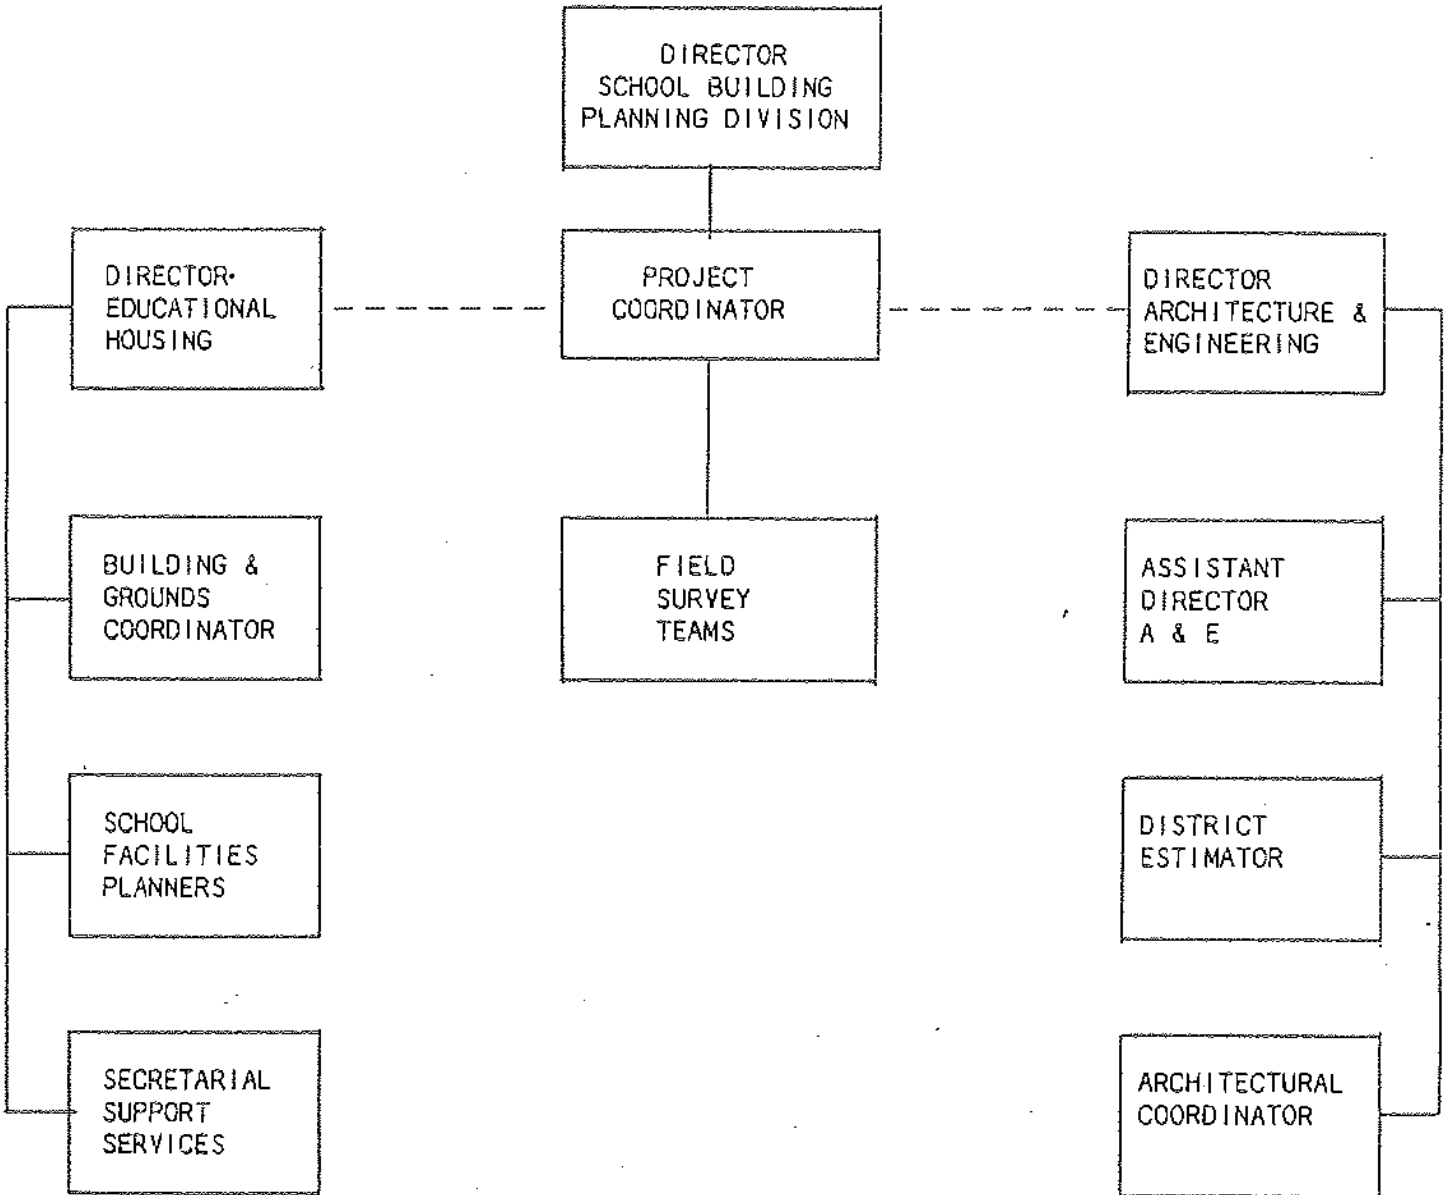 DIRECTOR
SCHOOL BUILDING
PLANNING DIVISION
DIRECTOR
EDUCATIONAL
HOUSING
PROJECT
COORDINATOR
DIRECTOR
ARCHITECTURE &
ENGINEERING
BUILDING &
GROUNDS
COORDINATOR
FIELD
SURVEY
TEAMS
ASSISTANT
DIRECTOR
A & E
SCHOOL
FACILITIES
PLANNERS
DISTRICT
ESTIMATOR
SECRETARIAL
SUPPORT
SERVICES
ARCHITECTURAL
COORDINATOR